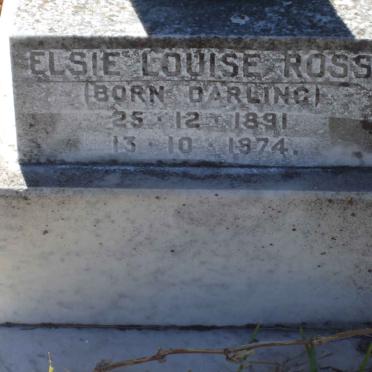 ELSIE LOUISE ROSS
(BORN DARLING)
25·12·1891
13·10·1974.